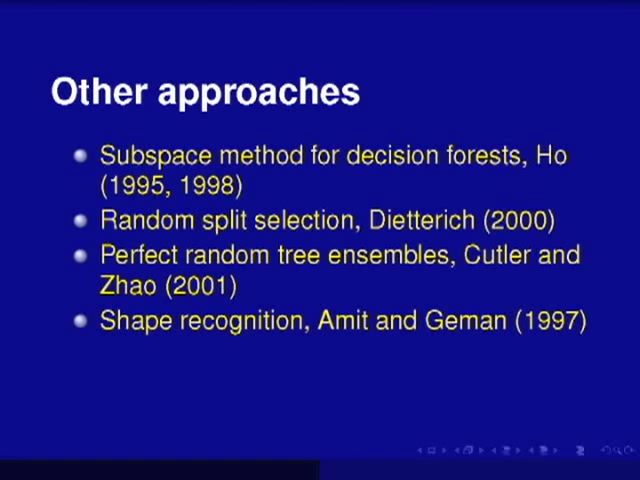 Other approaches
Subspace method for decision forests, Ho
(1995, 1998)
Random split selection, Dietterich (2000)
Perfect random tree ensembles, Cutler and
Zhao (2001)
Shape recognition, Amit and Geman (1997)